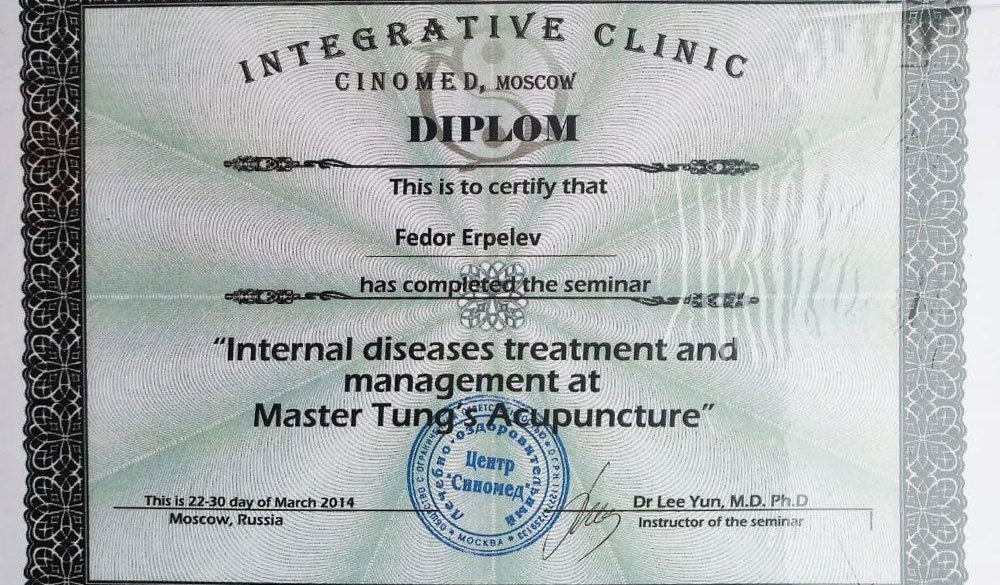 INTEGRATIVE CLINIC
CINOMED, MOSCOW
DIPLOM
This is to certify that
Fedor Erpelev
has completed the seminar
“Internal diseases treatment and
management at
Master Tung’s Acupuncture”
Лечебно-оздоровительный
Центр
"Синомед"
МОСКВА
This is 22-30 day of March 2014
Moscow, Russia
Dr Lee Yun, M.D. Ph.D
Instructor of the seminar